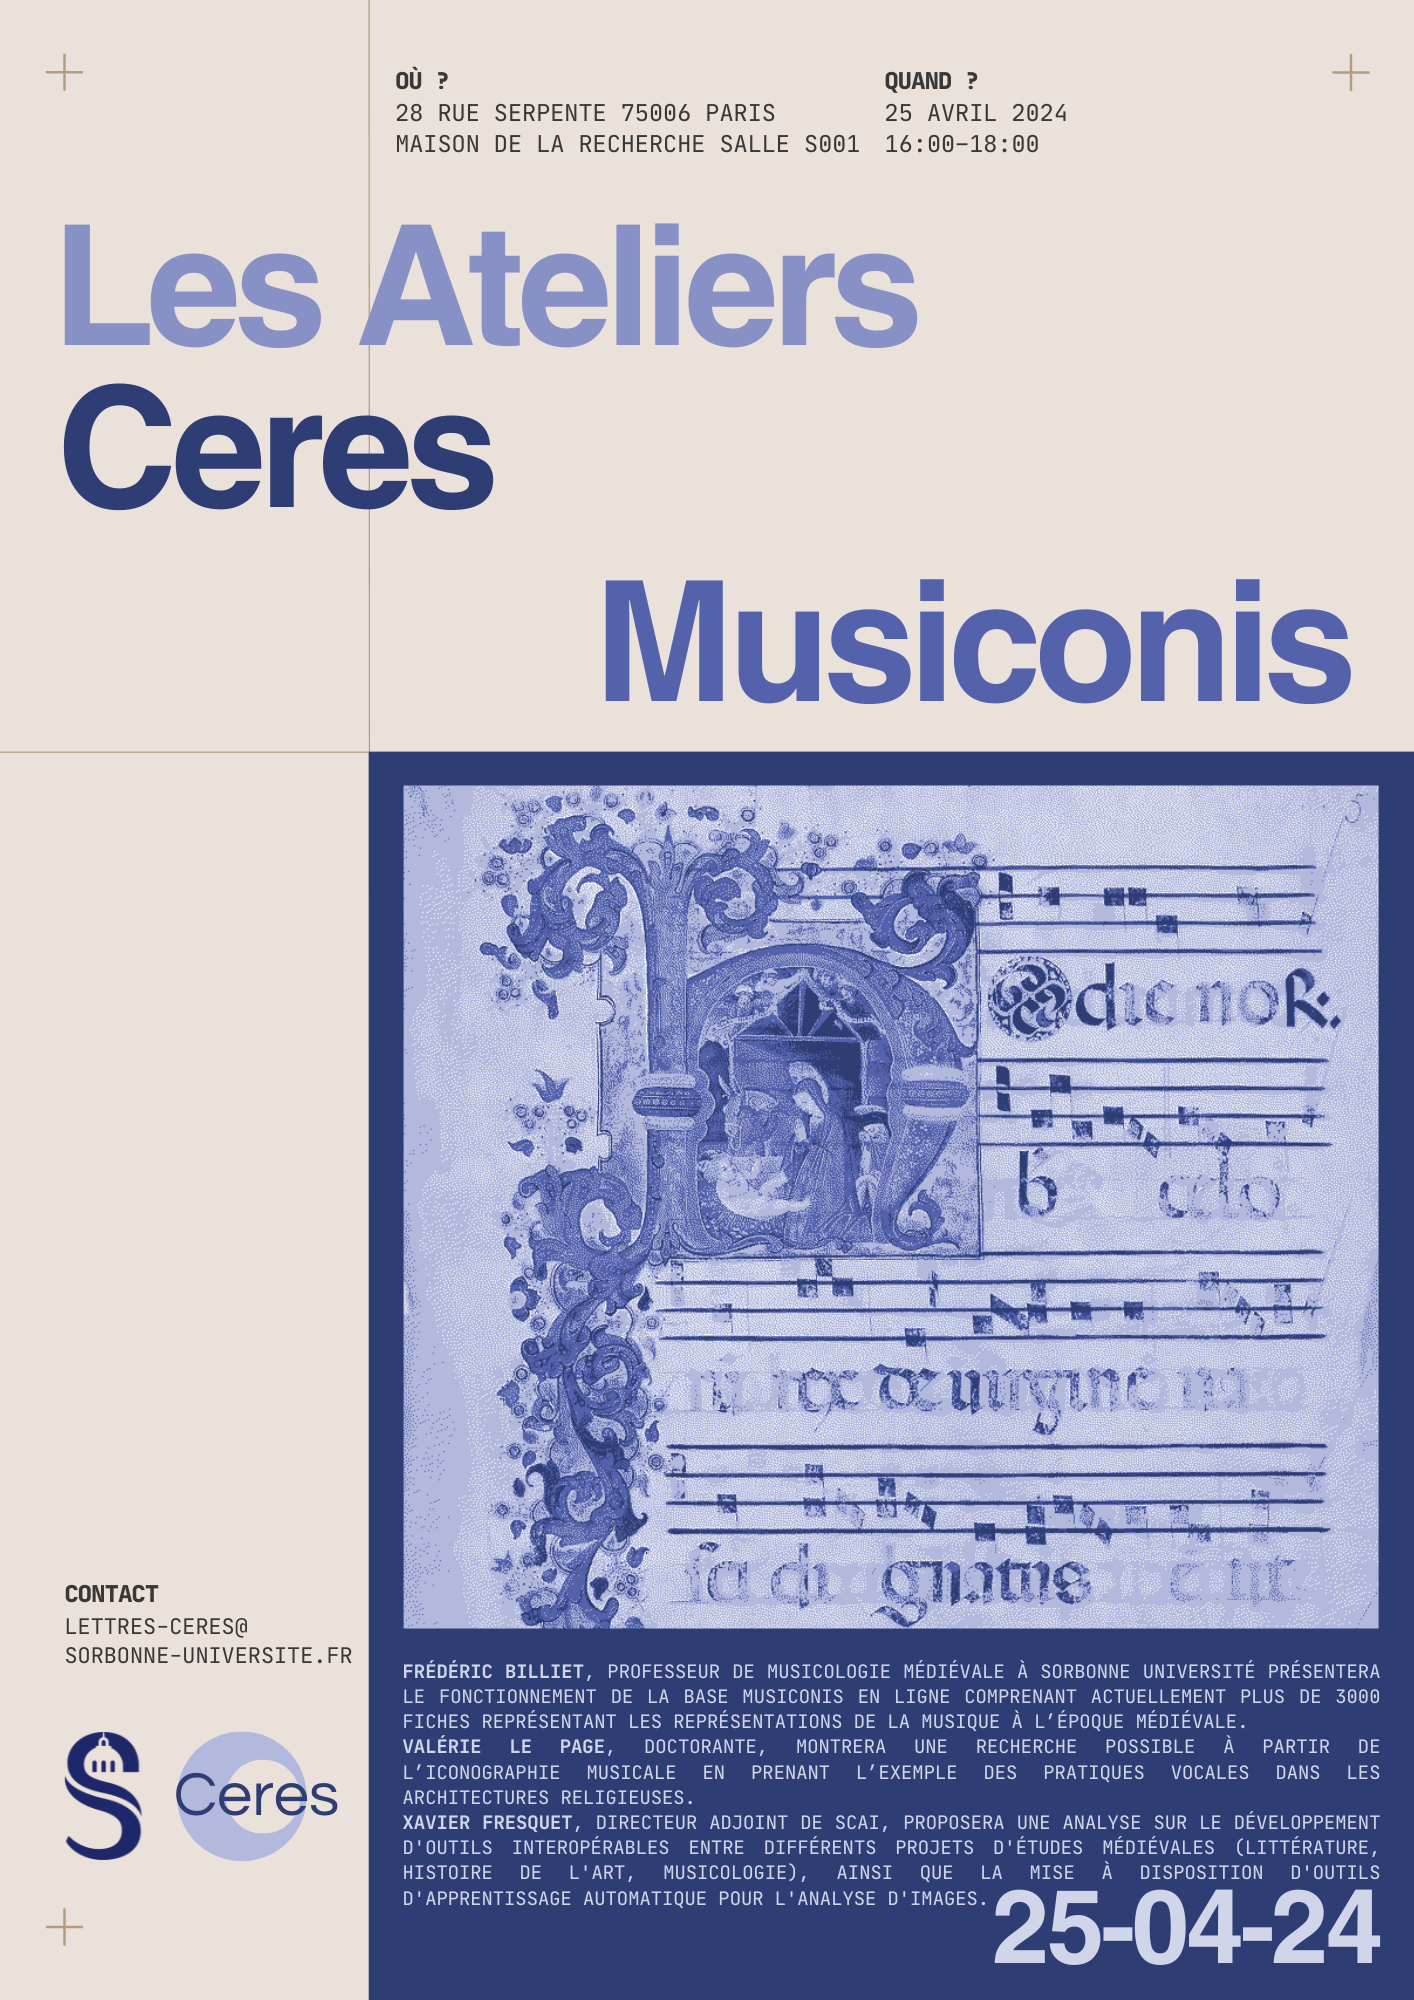 OÙ ?
28 RUE SERPENTE 75006 PARIS
MAISON DE LA RECHERCHE SALLE S001
QUAND ?
25 AVRIL 2024
16:00–18:00
Les Ateliers
Ceres
Musiconis
b
de virgine
gnatus
CONTACT
LETTRES-CERES@
SORBONNE-UNIVERSITE.FR
S
Ceres
FRÉDÉRIC BILLIET, PROFESSEUR DE MUSICOLOGIE MÉDIÉVALE À SORBONNE UNIVERSITÉ PRÉSENTERA
LE FONCTIONNEMENT DE LA BASE MUSICONIS EN LIGNE COMPRENANT ACTUELLEMENT PLUS DE 3000
FICHES REPRÉSENTANT LES REPRÉSENTATIONS DE LA MUSIQUE À L’ÉPOQUE MÉDIÉVALE.
VALÉRIE LE PAGE, DOCTORANTE, MONTRERA UNE RECHERCHE POSSIBLE À PARTIR DE
L’ICONOGRAPHIE MUSICALE EN PRENANT L’EXEMPLE DES PRATIQUES VOCALES DANS LES
ARCHITECTURES RELIGIEUSES.
XAVIER FRESQUET, DIRECTEUR ADJOINT DE SCAI, PROPOSERA UNE ANALYSE SUR LE DÉVELOPPEMENT
D'OUTILS INTEROPÉRABLES ENTRE DIFFÉRENTS PROJETS D'ÉTUDES MÉDIÉVALES (LITTÉRATURE,
HISTOIRE DE L'ART, MUSICOLOGIE), AINSI QUE LA MISE À DISPOSITION D'OUTILS
D'APPRENTISSAGE AUTOMATIQUE POUR L'ANALYSE D'IMAGES.
25-04-24